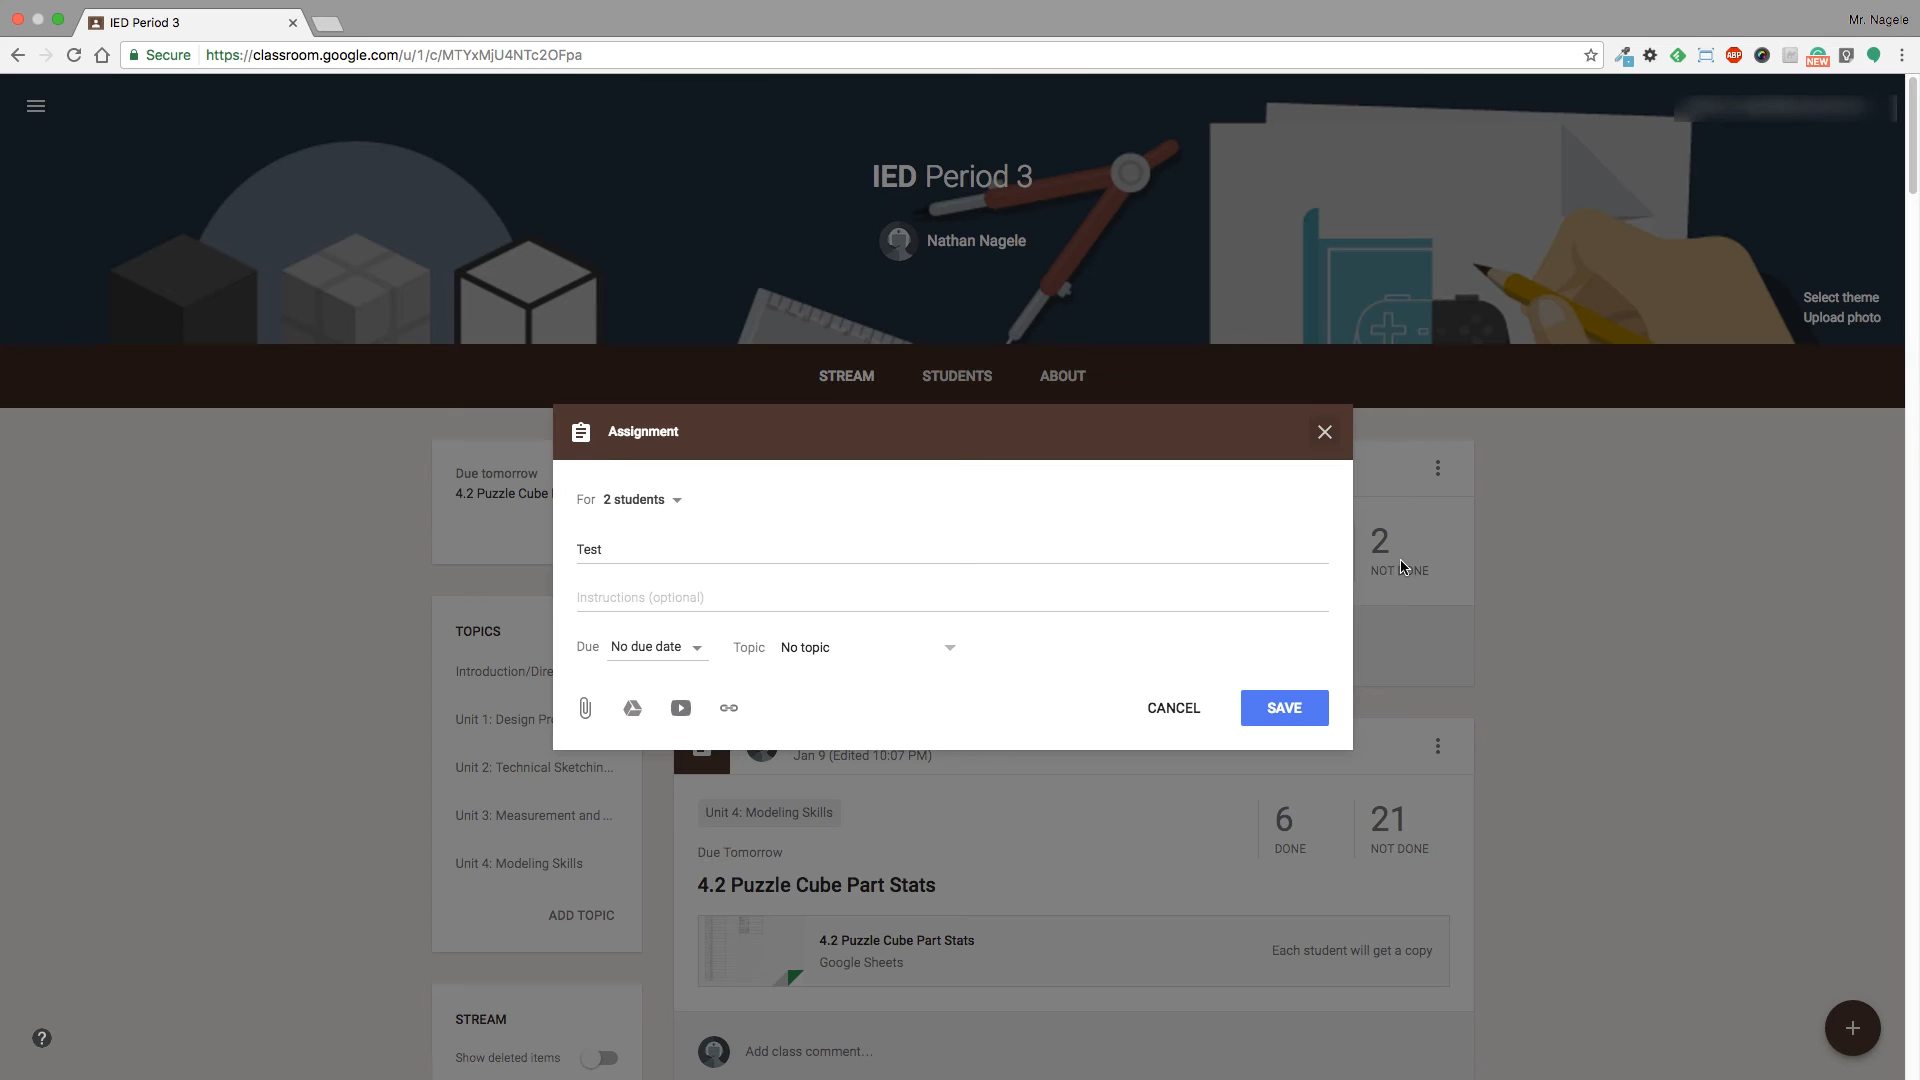 IED Period 3
Mr. Nagele
Secure https://classroom.google.com/u/1/c/MTYxMjU4NTc2OFpa
ABP
NEW
IED Period 3
Nathan Nagele
Select theme
Upload photo
STREAM STUDENTS ABOUT
Assignment
Due tomorrow
4.2 Puzzle Cube
For 2 students
2
NOT DONE
Test
Instructions (optional)
Due No due date Topic No topic
TOPICS
Introduction/Dire
Unit 1: Design Pr
CANCEL SAVE
Jan 9 (Edited 10:07 PM)
Unit 2: Technical Sketchin...
Unit 3: Measurement and ...
Unit 4: Modeling Skills
ADD TOPIC
Unit 4: Modeling Skills
6
DONE
21
NOT DONE
Due Tomorrow
4.2 Puzzle Cube Part Stats
4.2 Puzzle Cube Part Stats
Google Sheets
Each student will get a copy
STREAM
Show deleted items
Add class comment...